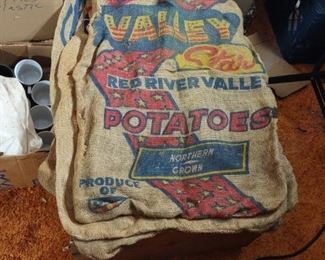 VALLEY
Star
RED RIVER VALLEY
POTATOES
NORTHERN
GROWN
PRODUCE
OF